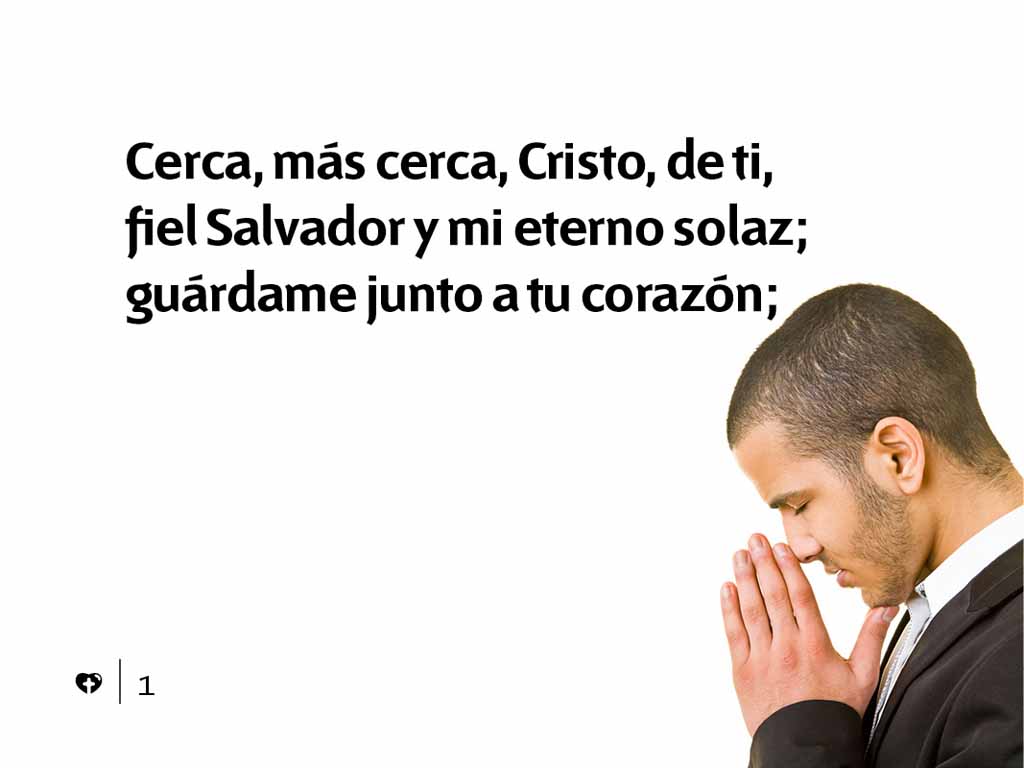 Cerca, más cerca, Cristo, de ti,
fiel Salvador y mi eterno solaz;
guárdame junto a tu corazón;
1